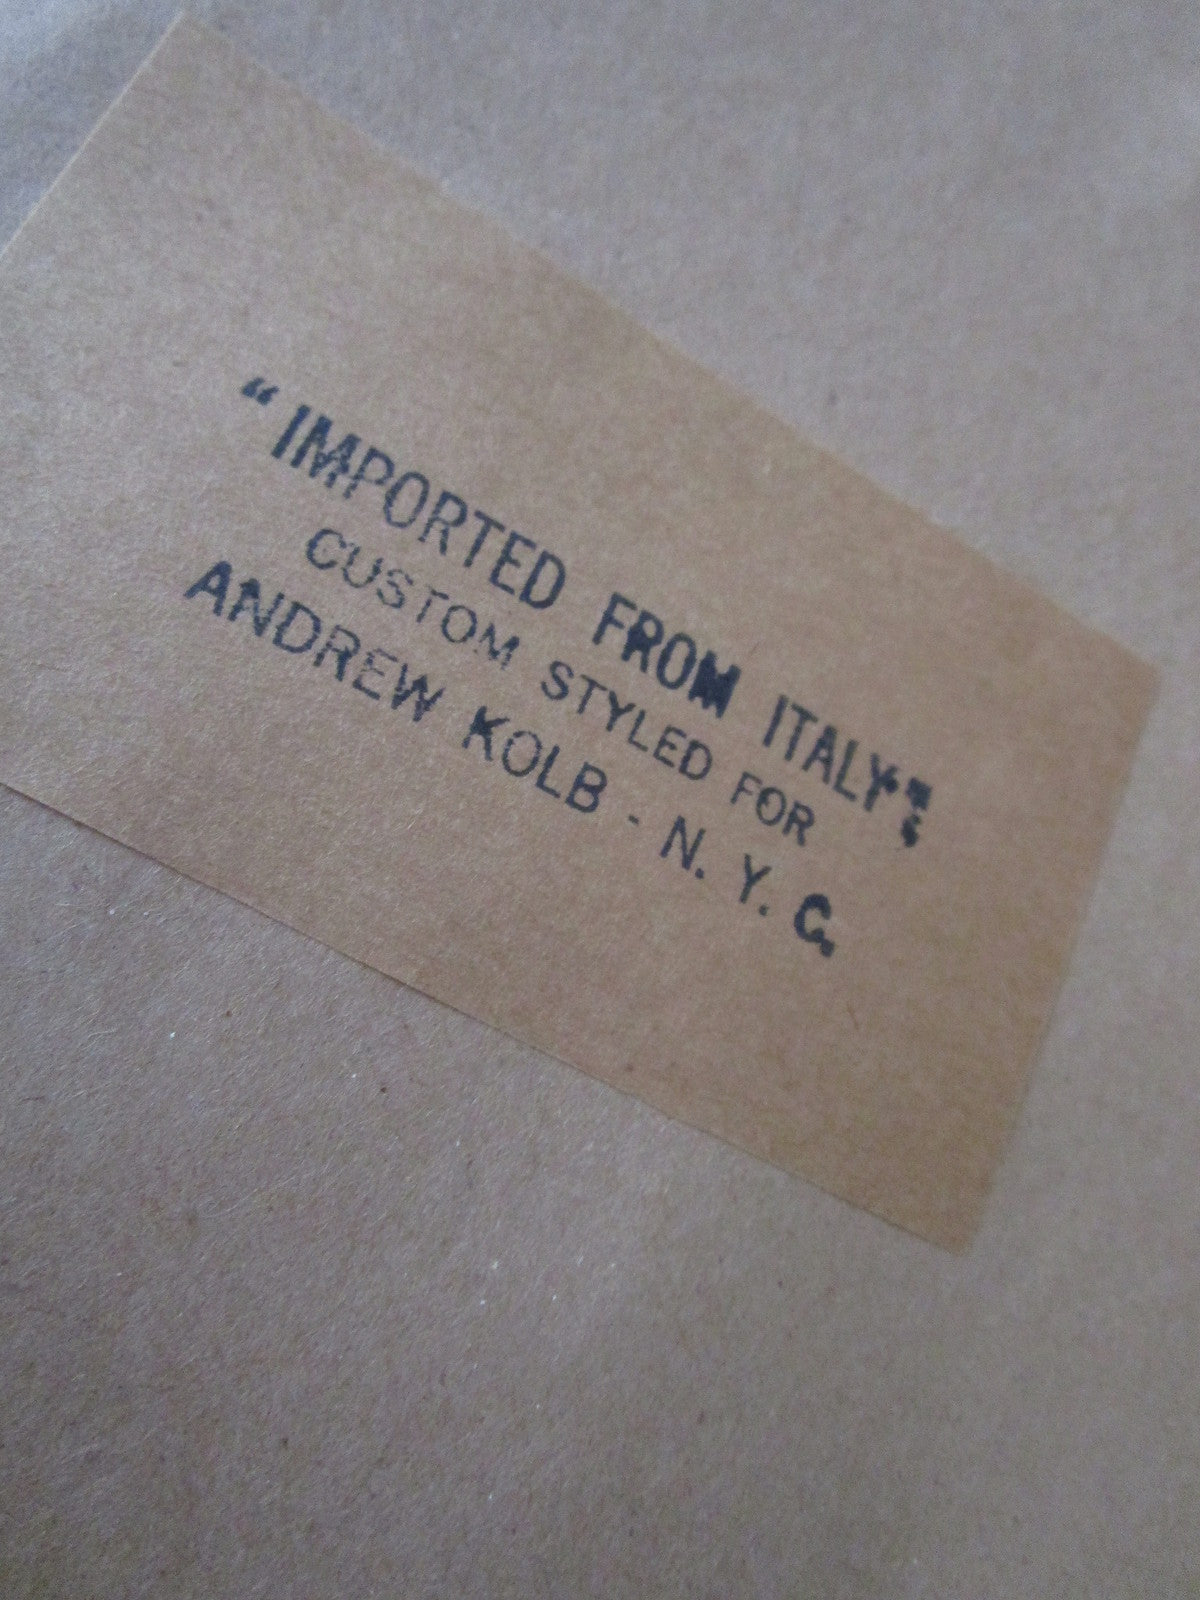 “IMPORTED FROM ITALY”
CUSTOM STYLED FOR
ANDREW KOLB - N. Y. C.